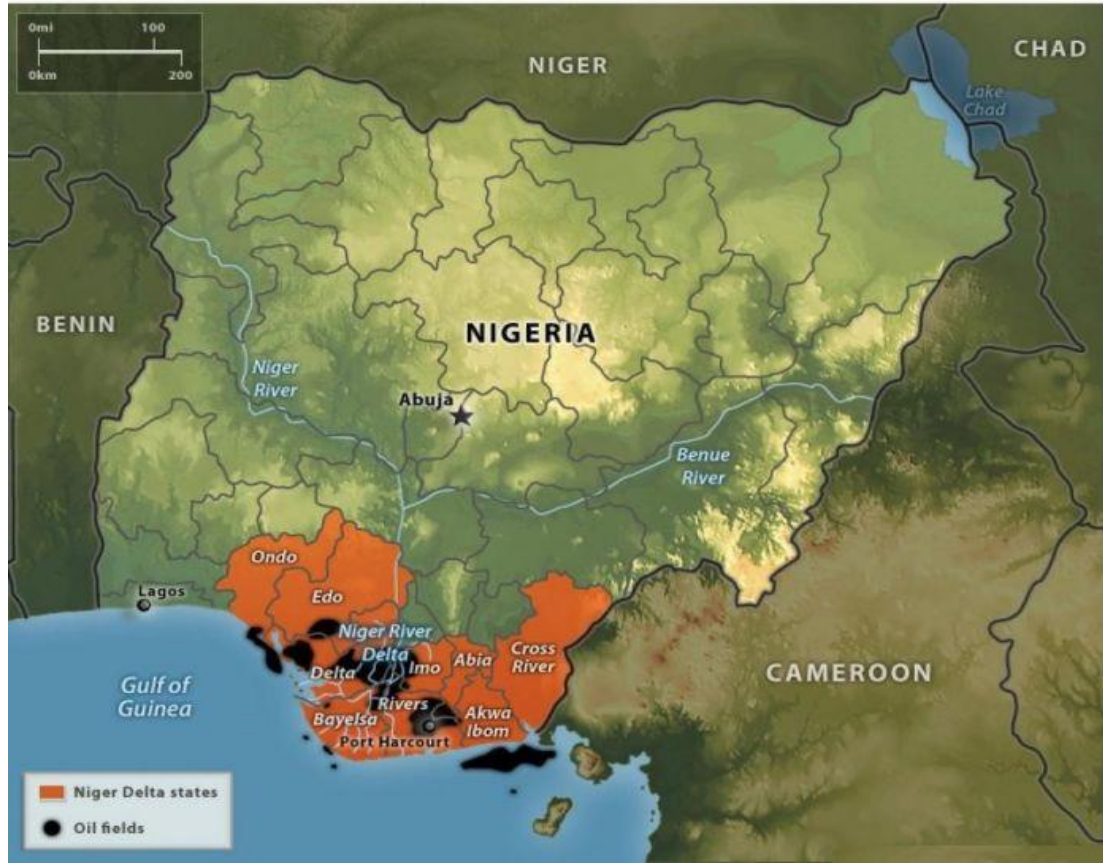 0mi 100
0km 200
NIGER
CHAD
Lake
Chad
BENIN
NIGERIA
Niger
River
Abuja
Benue
River
Ondo
Lagos
Edo
Niger River
Delta
Delta
Imo
Abia
Cross
River
CAMEROON
Gulf of
Guinea
Rivers
Bayelsa
Akwa
Ibom
Port Harcourt
Niger Delta states
Oil fields